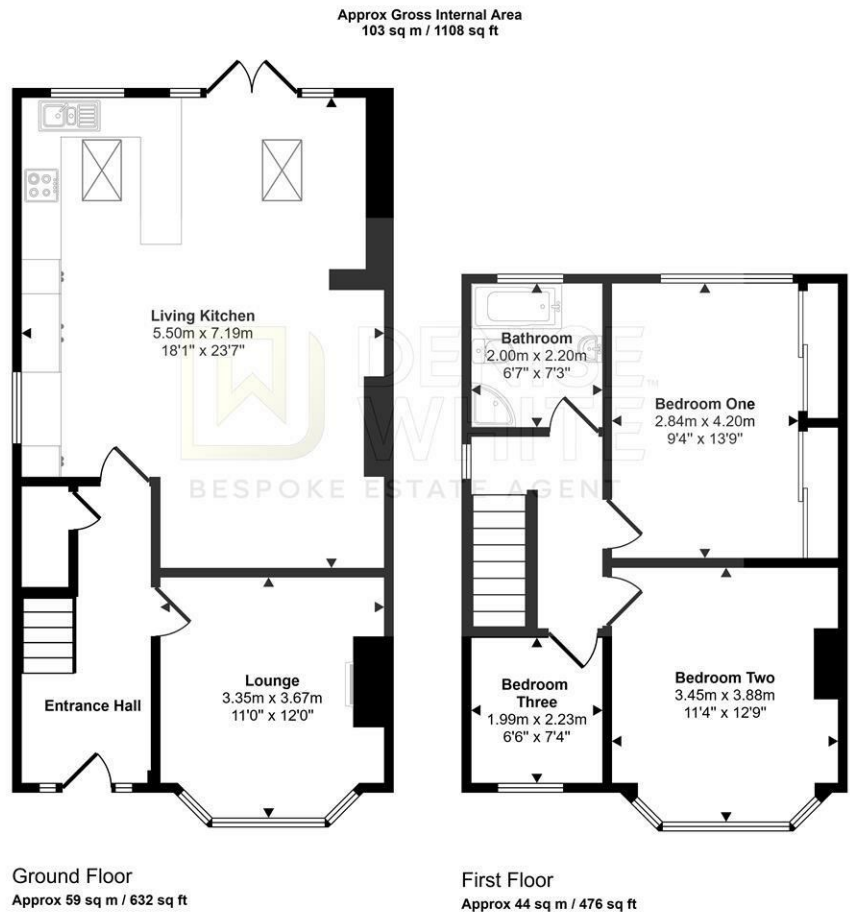 Approx Gross Internal Area
103 sq m / 1108 sq ft
Living Kitchen
5.50m x 7.19m
18'1" x 23'7"
Bathroom
2.00m x 2.20m
6'7" x 7'3"
Bedroom One
2.84m x 4.20m
9'4" x 13'9"
DENISE
WHITE
™
BESPOKE ESTATE AGENT
Lounge
3.35m x 3.67m
11'0" x 12'0"
Entrance Hall
Bedroom
Three
1.99m x 2.23m
6'6" x 7'4"
Bedroom Two
3.45m x 3.88m
11'4" x 12'9"
Ground Floor
Approx 59 sq m / 632 sq ft
First Floor
Approx 44 sq m / 476 sq ft